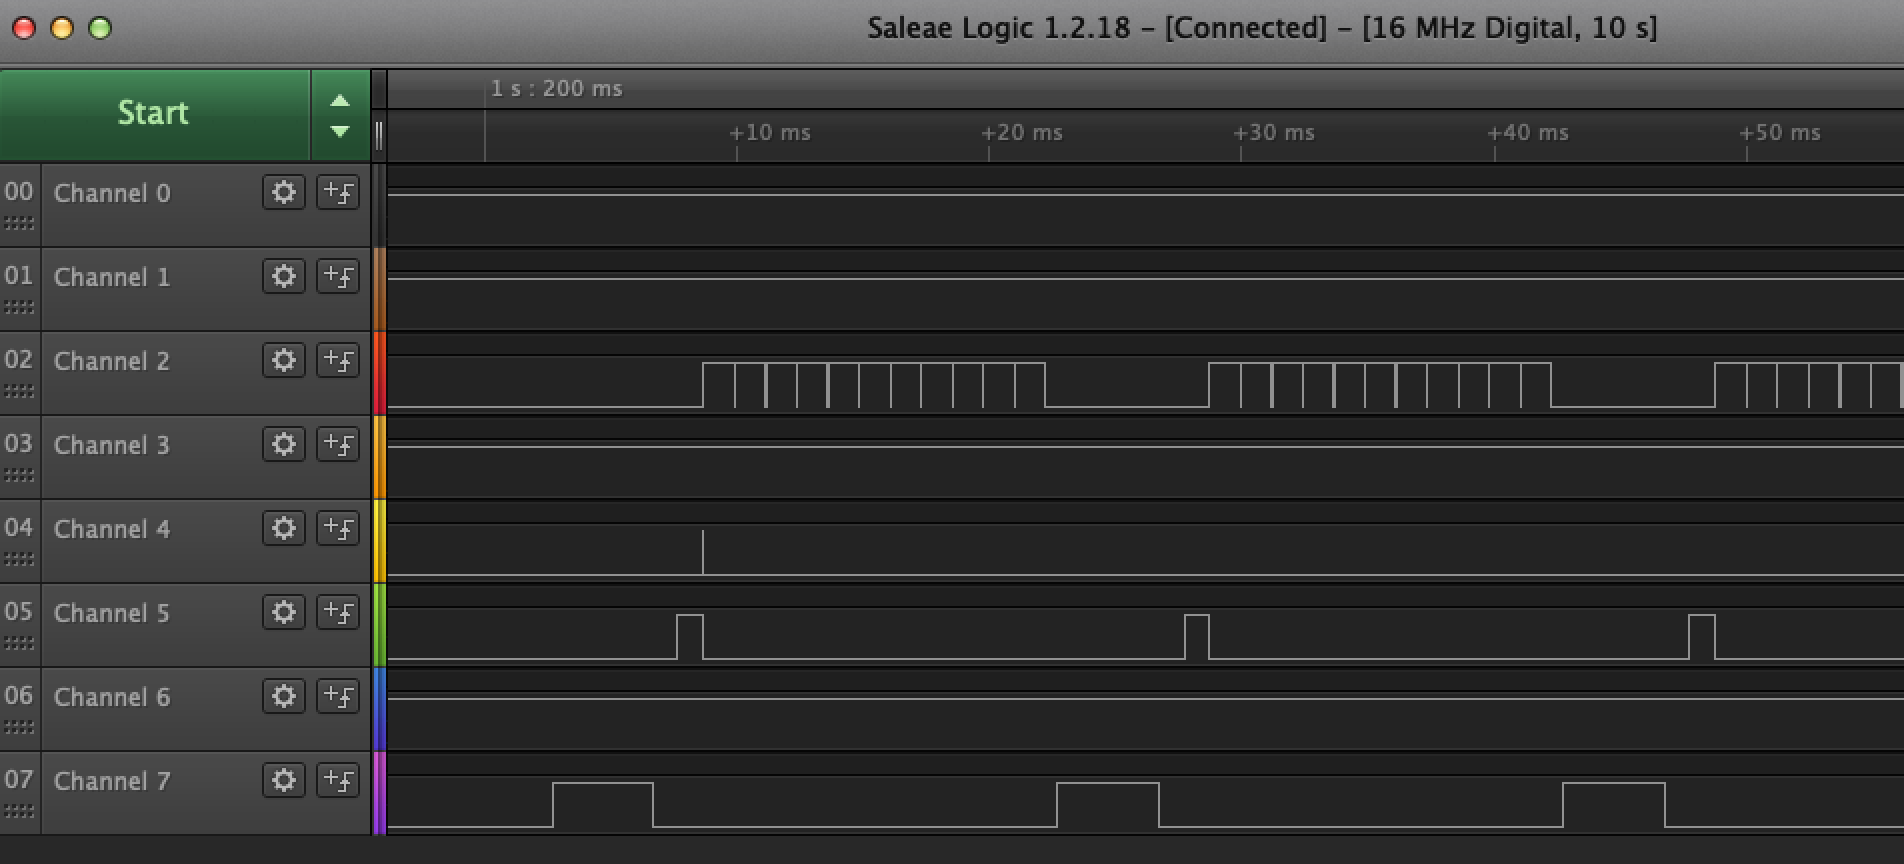 Saleae Logic 1.2.18 – [Connected] – [16 MHz Digital, 10 s]
Start
1 s : 200 ms
+10 ms +20 ms +30 ms +40 ms +50 ms
00 Channel 0
01 Channel 1
02 Channel 2
03 Channel 3
04 Channel 4
05 Channel 5
06 Channel 6
07 Channel 7